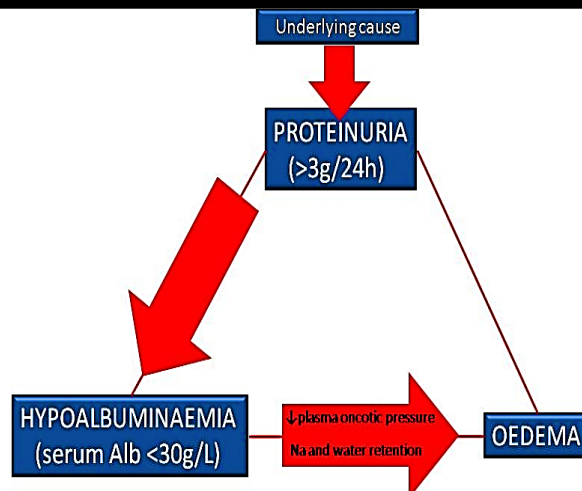 Underlying cause
PROTEINURIA
(>3g/24h)
HYPOALBUMINAEMIA
(serum Alb <30g/L)
↓plasma oncotic pressure
Na and water retention
OEDEMA